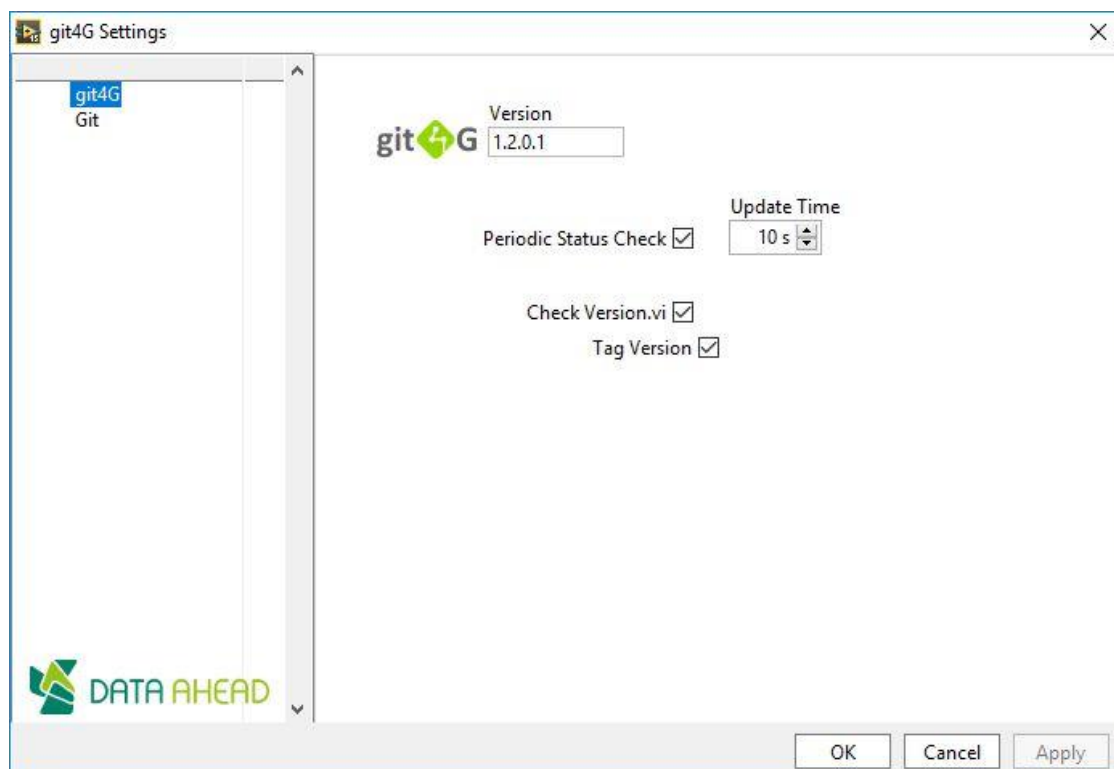 git4G Settings
git4G
Git
git G
Version
1.2.0.1
Update Time
Periodic Status Check
10 s
Check Version.vi
Tag Version
DATA AHEAD
OK
Cancel
Apply